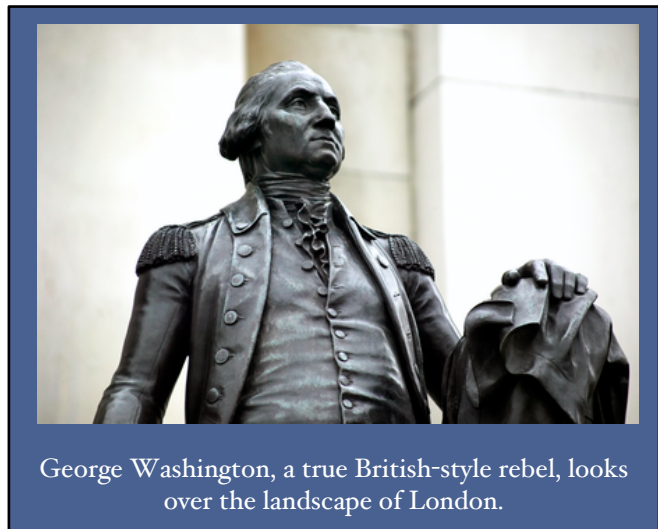 George Washington, a true British-style rebel, looks
over the landscape of London.